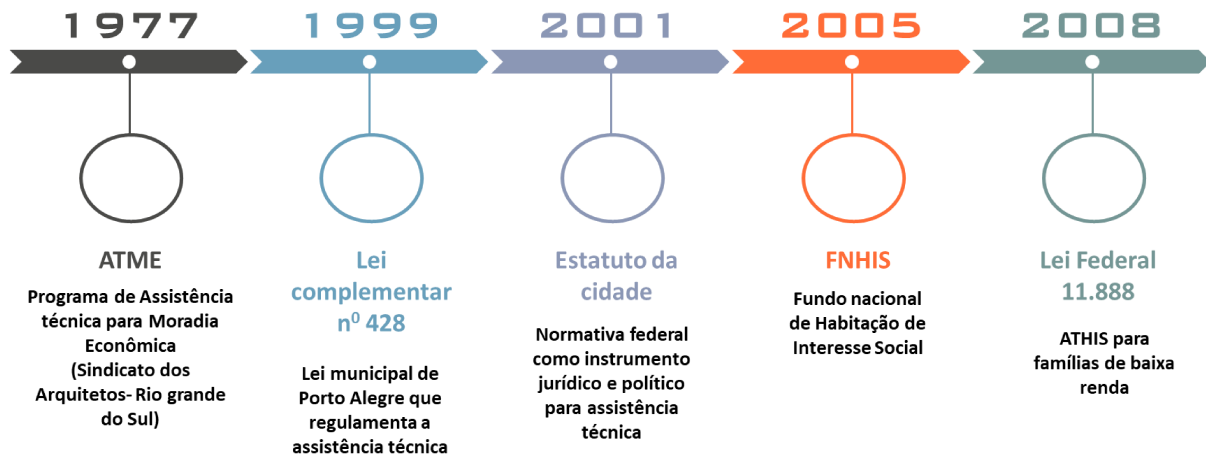 1977
1999
2001
2005
2008
ATME
Programa de Assistência
técnica para Moradia
Econômica
(Sindicato dos
Arquitetos- Rio grande
do Sul)
Lei
complementar
nº 428
Lei municipal de
Porto Alegre que
regulamenta a
assistência técnica
Estatuto da
cidade
Normativa federal
como instrumento
jurídico e político
para assistência
técnica
FNHIS
Fundo nacional
de Habitação de
Interesse Social
Lei Federal
11.888
ATHIS para
famílias de baixa
renda